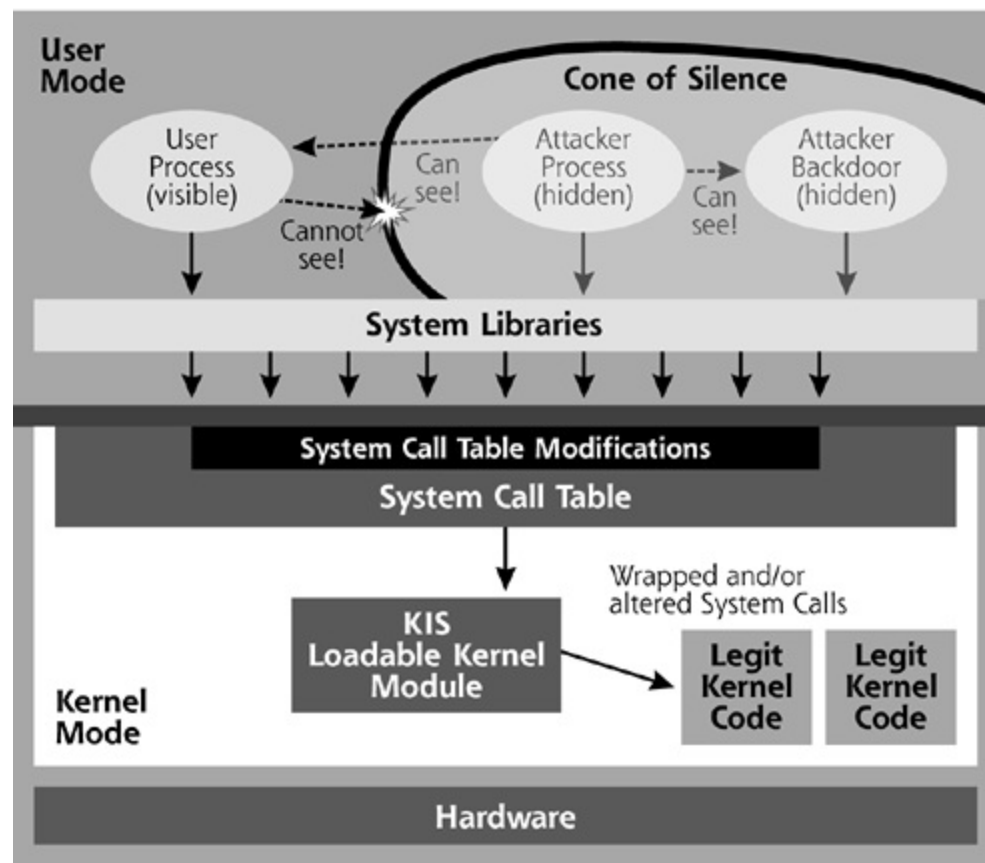 User
Mode
Cone of Silence
User
Process
(visible)
Can
see!
Attacker
Process
(hidden)
Can
see!
Attacker
Backdoor
(hidden)
Cannot
see!
System Libraries
System Call Table Modifications
System Call Table
Wrapped and/or
altered System Calls
KIS
Loadable Kernel
Module
Legit
Kernel
Code
Legit
Kernel
Code
Kernel
Mode
Hardware